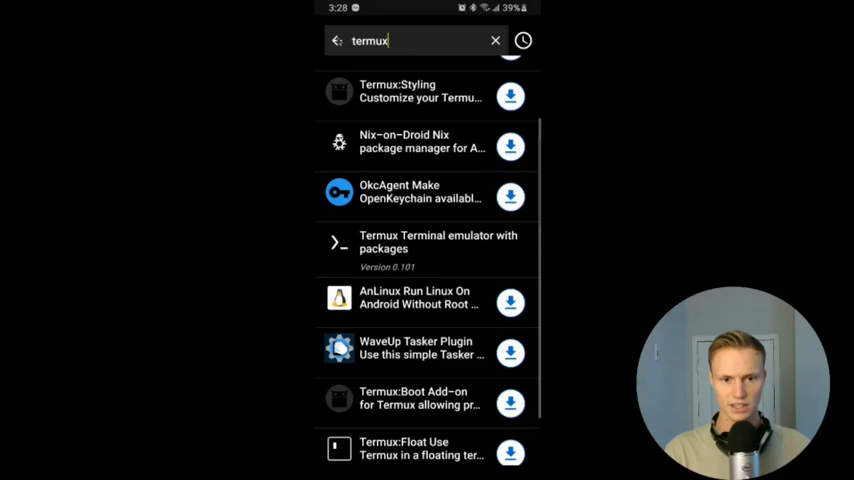 3:28
39%
termux
Termux:Styling
Customize your Termu...
Nix-on-Droid Nix
package manager for A...
OkcAgent Make
OpenKeychain availabl...
Termux Terminal emulator with
packages
Version 0.101
AnLinux Run Linux On
Android Without Root ...
WaveUp Tasker Plugin
Use this simple Tasker ...
Termux:Boot Add-on
for Termux allowing pr...
Termux:Float Use
Termux in a floating ter...